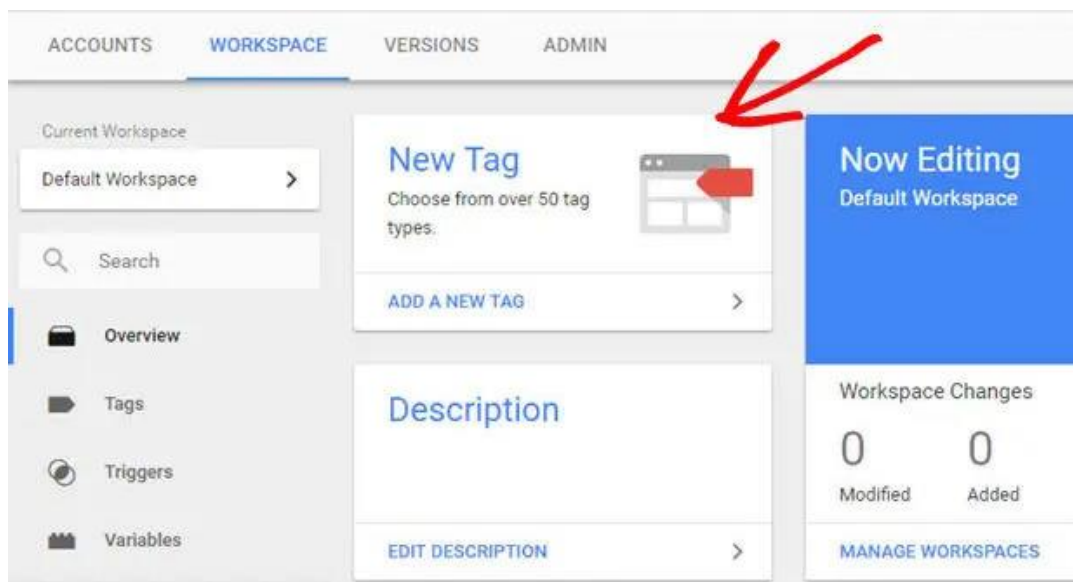 ACCOUNTS WORKSPACE VERSIONS ADMIN
Current Workspace
Default Workspace
Search
Overview
Tags
Triggers
Variables
New Tag
Choose from over 50 tag
types.
ADD A NEW TAG
Description
EDIT DESCRIPTION
Now Editing
Default Workspace
Workspace Changes
0 0
Modified Added
MANAGE WORKSPACES